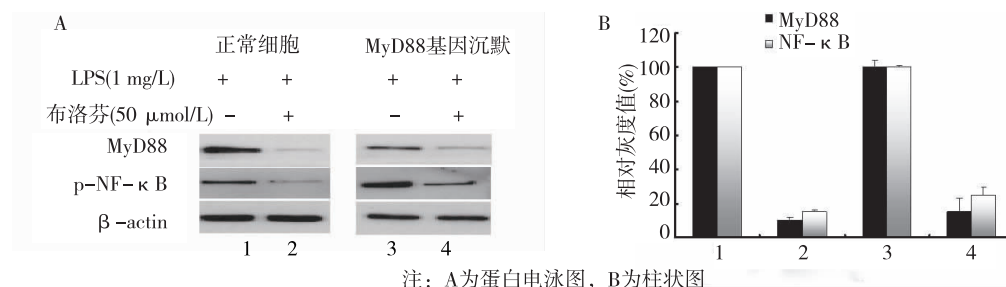 A
正常细胞 MyD88基因沉默
LPS(1 mg/L) + + + +
布洛芬(50 μmol/L) − + − +
MyD88
p-NF-κB
β-actin
1 2 3 4
B
MyD88
NF-κB
相对灰度值(%)
100
80
60
40
20
0
1 2 3 4
注：A为蛋白电泳图，B为柱状图